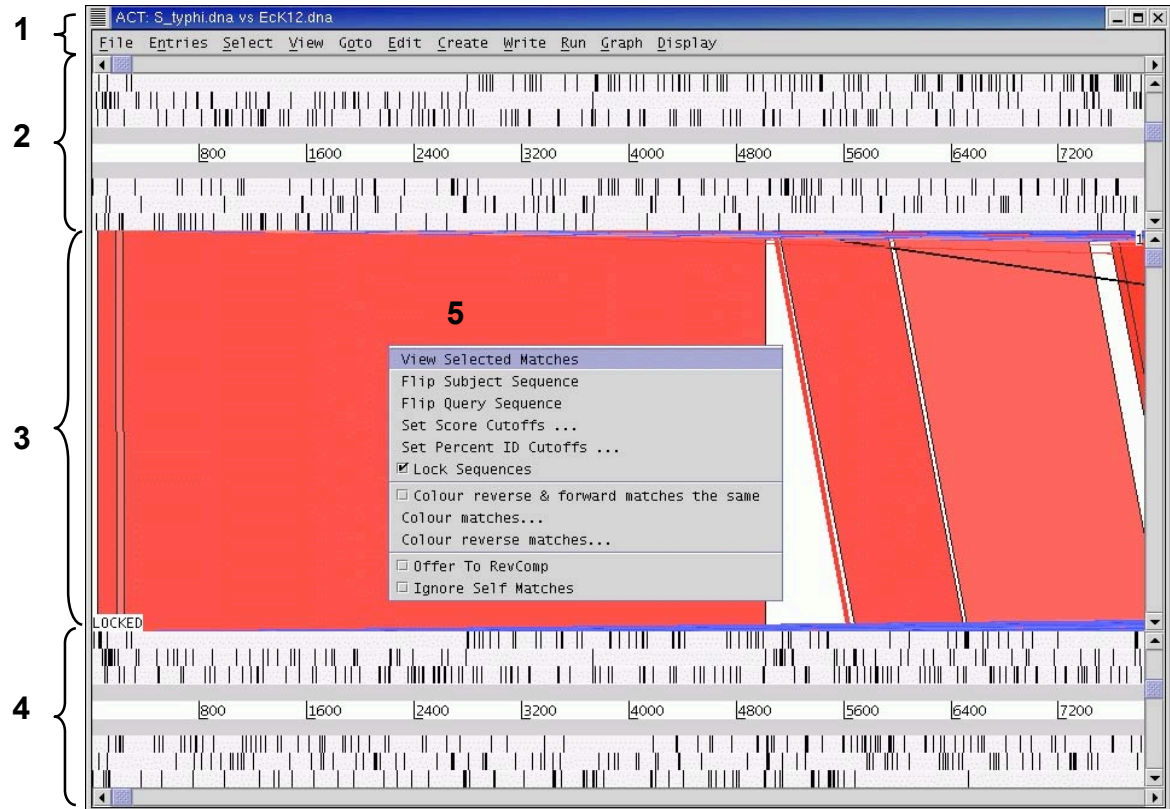 1
ACT: S_typhi.dna vs EcK12.dna
File Entries Select View Goto Edit Create Write Run Graph Display
2
800 1600 2400 3200 4000 4800 5600 6400 7200
3
1
5
View Selected Matches
Flip Subject Sequence
Flip Query Sequence
Set Score Cutoffs ...
Set Percent ID Cutoffs ...
Lock Sequences
Colour reverse & forward matches the same
Colour matches...
Colour reverse matches...
Offer To RevComp
Ignore Self Matches
LOCKED
4
800 1600 2400 3200 4000 4800 5600 6400 7200